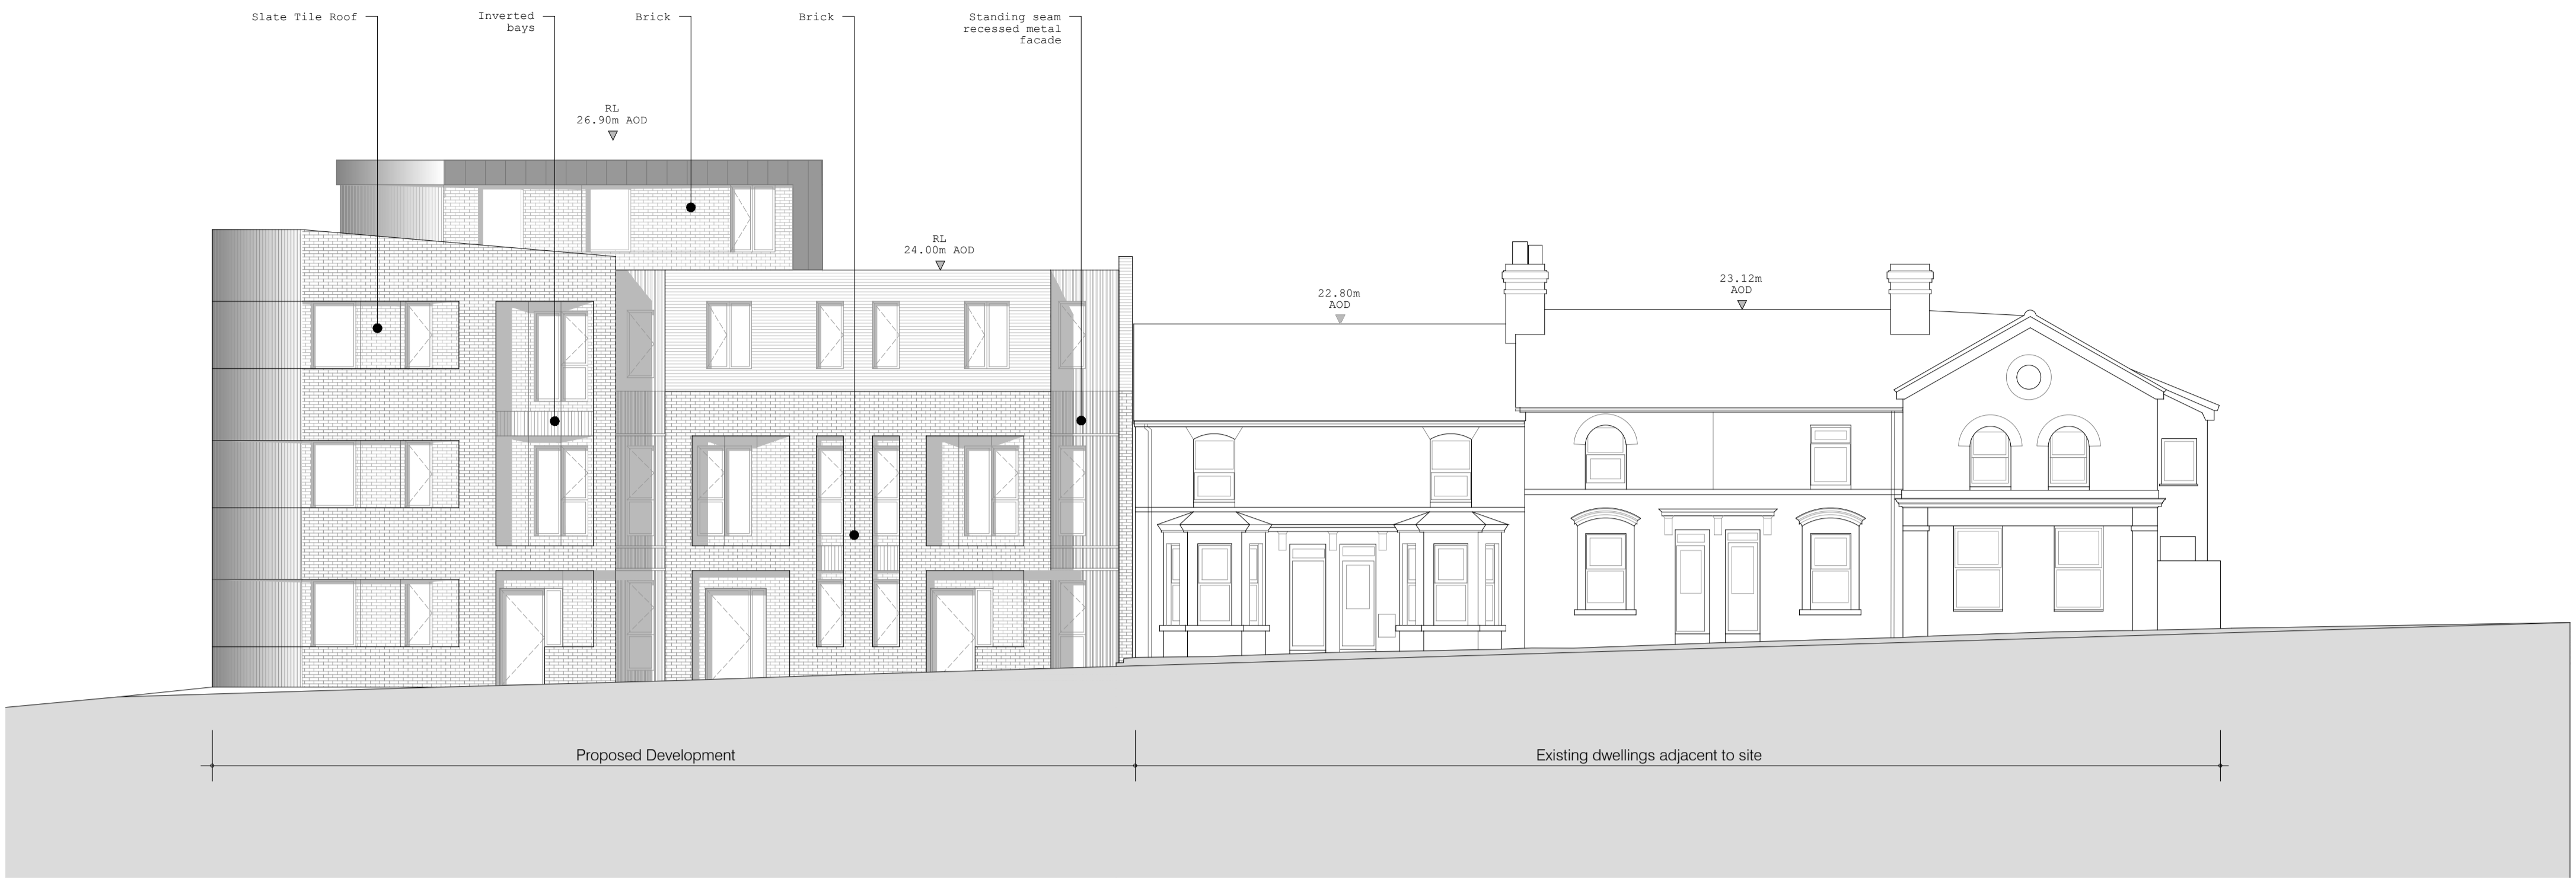 Slate Tile Roof
Inverted
bays
Brick
Brick
Standing seam
recessed metal
facade
RL
26.90m AOD
RL
24.00m AOD
22.80m
AOD
23.12m
AOD
Proposed Development
Existing dwellings adjacent to site